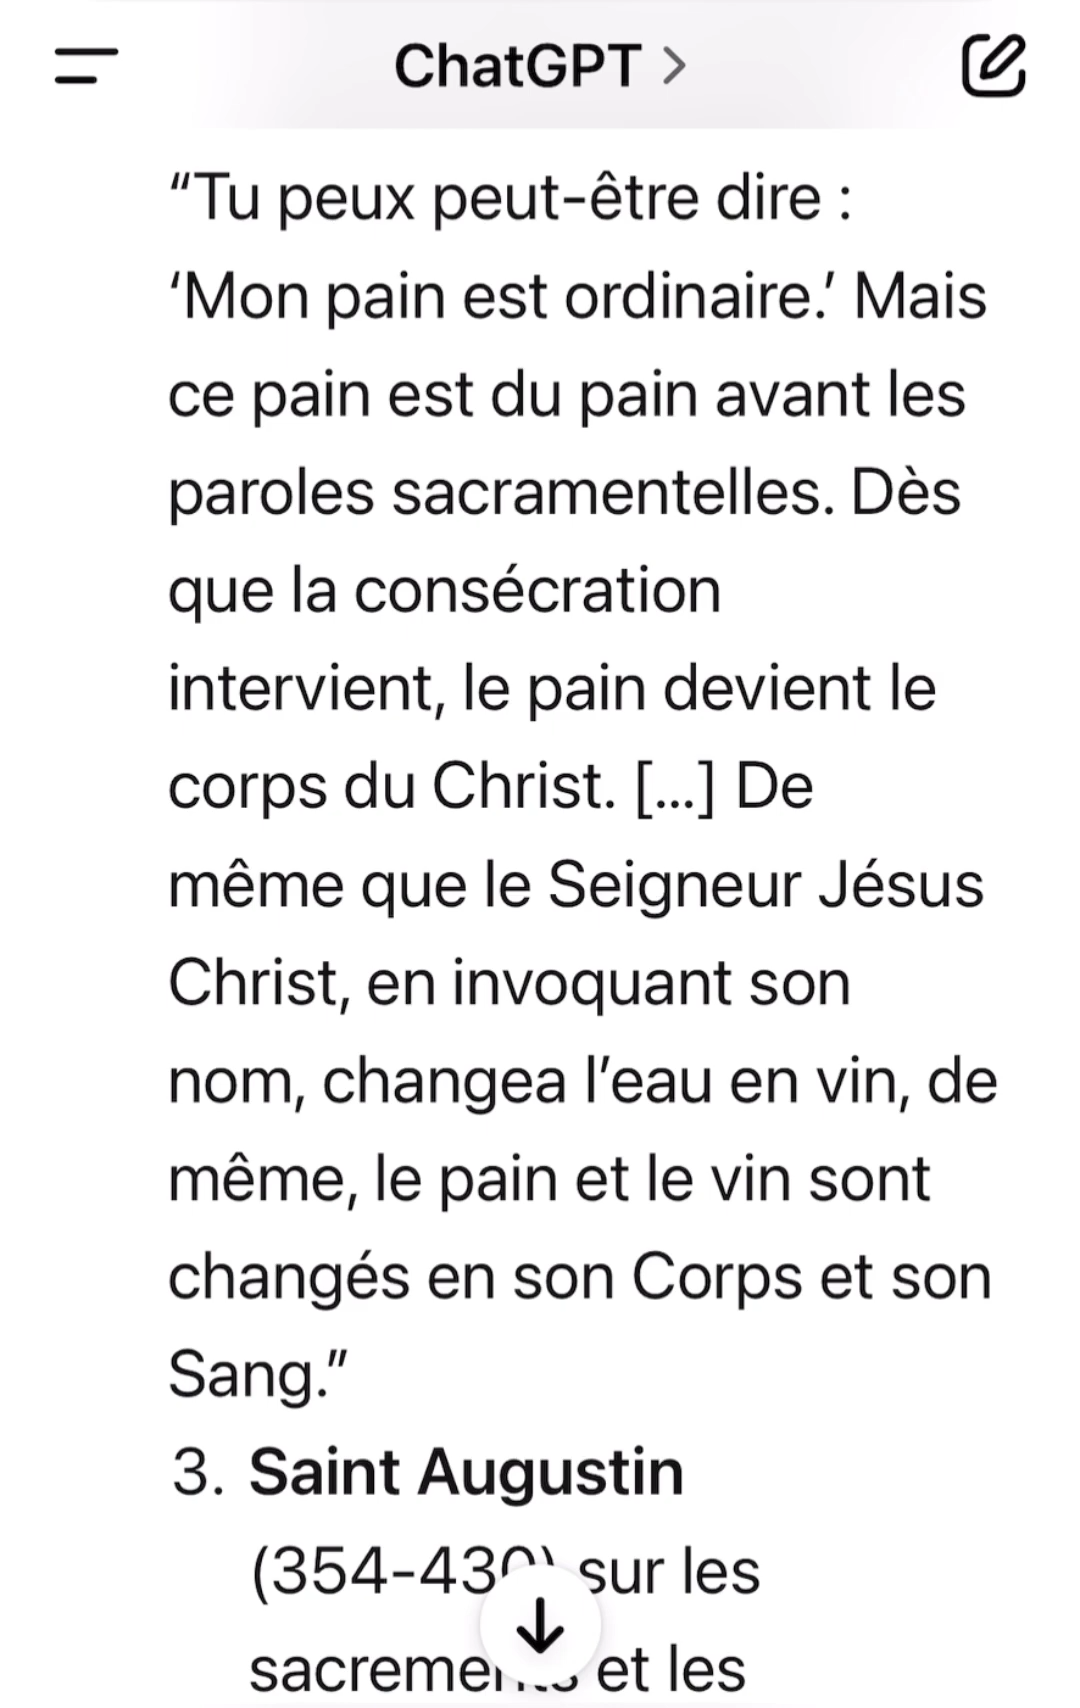 ChatGPT >
“Tu peux peut-être dire :
‘Mon pain est ordinaire.’ Mais
ce pain est du pain avant les
paroles sacramentelles. Dès
que la consécration
intervient, le pain devient le
corps du Christ. [...] De
même que le Seigneur Jésus
Christ, en invoquant son
nom, changea l’eau en vin, de
même, le pain et le vin sont
changés en son Corps et son
Sang.”
3. Saint Augustin
(354-430) sur les
sacrements et les